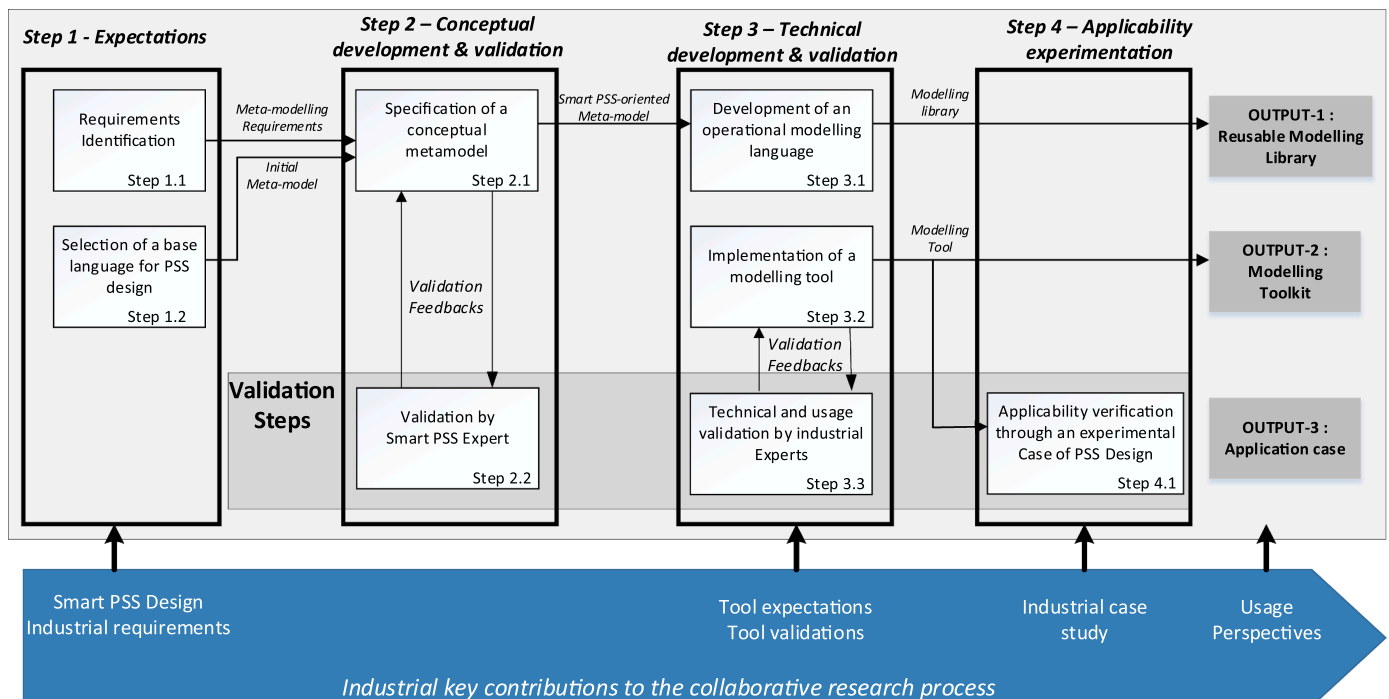 Step 1 - Expectations
Step 2 – Conceptual
development & validation
Step 3 – Technical
development & validation
Step 4 – Applicability
experimentation
Requirements
Identification
Step 1.1
Selection of a base
language for PSS
design
Step 1.2
Meta-modelling
Requirements
Initial
Meta-model
Specification of a
conceptual
metamodel
Step 2.1
Validation
Feedbacks
Validation
Steps
Validation by
Smart PSS Expert
Step 2.2
Smart PSS-oriented
Meta-model
Development of an
operational modelling
language
Step 3.1
Implementation of a
modelling tool
Step 3.2
Validation
Feedbacks
Technical and usage
validation by industrial
Experts
Step 3.3
Modelling
library
Modelling
Tool
Applicability verification
through an experimental
Case of PSS Design
Step 4.1
OUTPUT-1 :
Reusable Modelling
Library
OUTPUT-2 :
Modelling
Toolkit
OUTPUT-3 :
Application case
Smart PSS Design
Industrial requirements
Tool expectations
Tool validations
Industrial case
study
Usage
Perspectives
Industrial key contributions to the collaborative research process